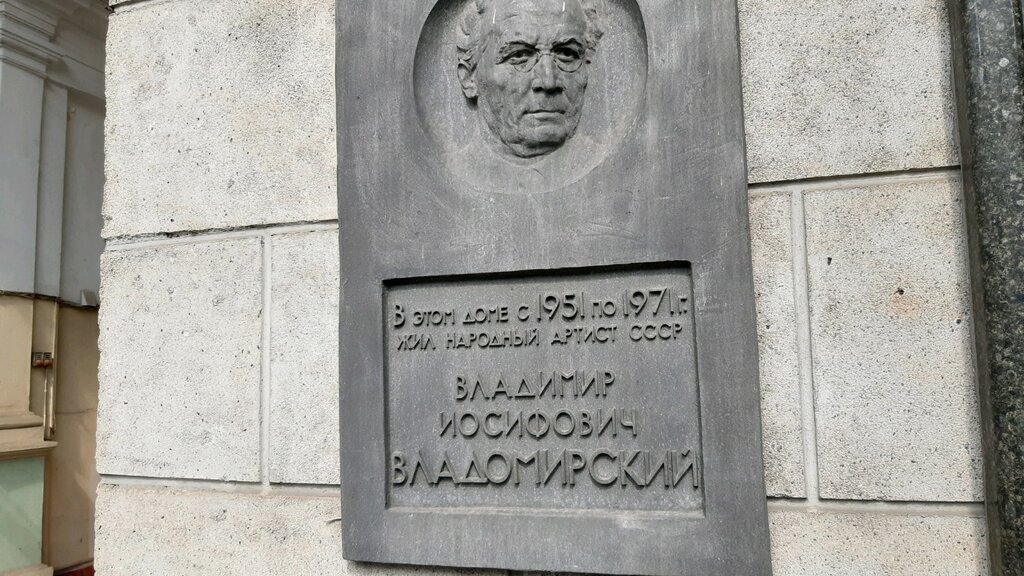 В ЭТОМ ДОМЕ С 1951 ПО 1971 Г.
ЖИЛ НАРОДНЫЙ АРТИСТ СССР
ВЛАДИМИР
ИОСИФОВИЧ
ВЛАДОМИРСКИЙ